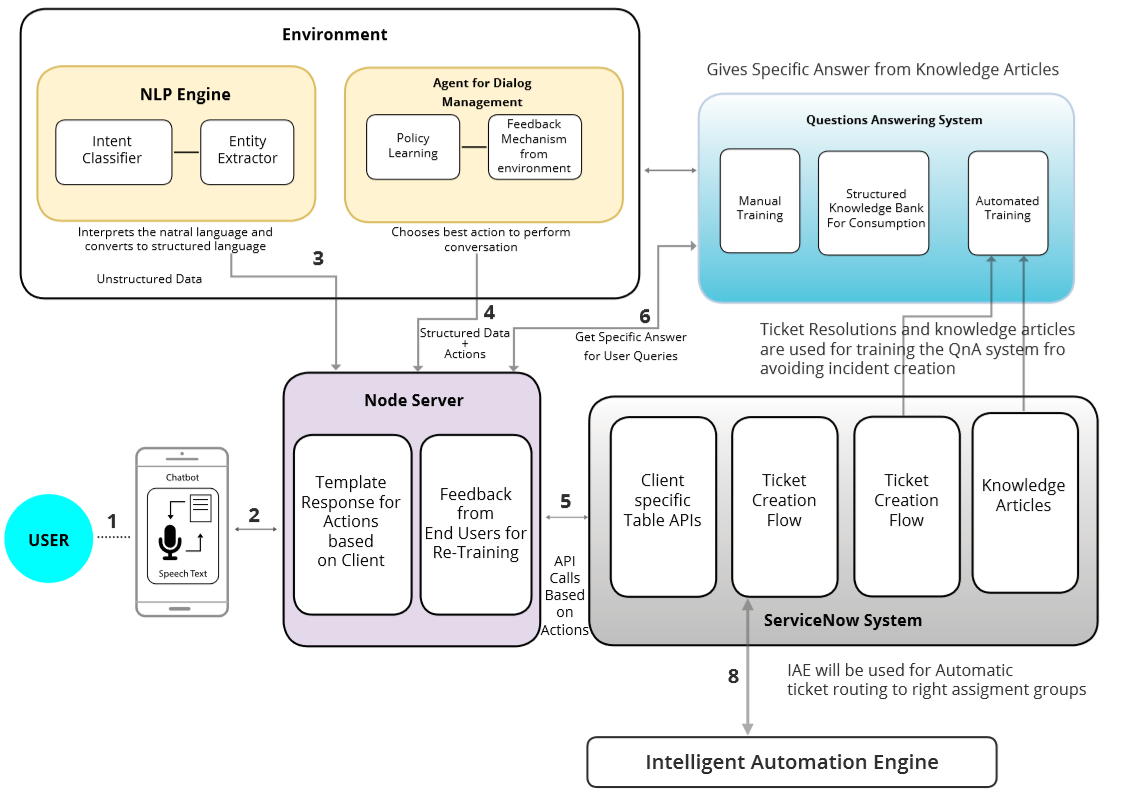 Environment
NLP Engine
Intent
Classifier
Entity
Extractor
Interprets the natral language and
converts to structured language
Unstructured Data
3
Agent for Dialog
Management
Policy
Learning
Feedback
Mechanism
from
environment
Chooses best action to perform
conversation
4
Structured Data
+
Actions
Gives Specific Answer from Knowledge Articles
Questions Answering System
Manual
Training
Structured
Knowledge Bank
For Consumption
Automated
Training
6
Get Specific Answer
for User Queries
Ticket Resolutions and knowledge articles
are used for training the QnA system fro
avoiding incident creation
USER
1
Chatbot
Speech Text
2
Node Server
Template
Response for
Actions
based
on Client
Feedback
from
End Users for
Re-Training
5
API
Calls
Based
on
Actions
Client
specific
Table APIs
Ticket
Creation
Flow
Ticket
Creation
Flow
Knowledge
Articles
ServiceNow System
8
IAE will be used for Automatic
ticket routing to right assigment groups
Intelligent Automation Engine